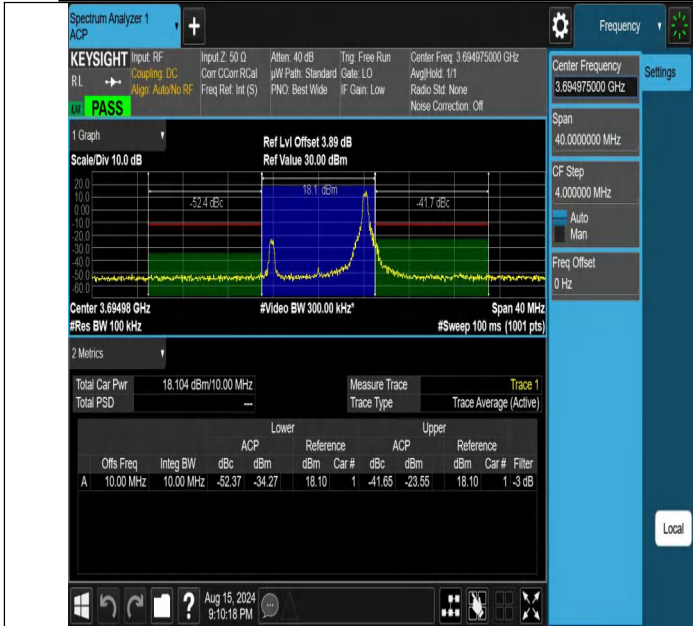 Spectrum Analyzer 1
ACP
+
Frequency
KEYSIGHT
RL
PASS
Input: RF
Coupling: DC
Align: Auto/No RF
Input Z: 50 Ω
Corr CCorr RCal
Freq Ref: Int (S)
Atten: 40 dB
µW Path: Standard
PNO: Best Wide
Trig: Free Run
Gate: LO
IF Gain: Low
Center Freq: 3.694975000 GHz
Avg|Hold: 1/1
Radio Std: None
Noise Correction: Off
Center Frequency
3.694975000 GHz
Settings
Span
40.0000000 MHz
CF Step
4.000000 MHz
Auto
Man
Freq Offset
0 Hz
1 Graph
Scale/Div 10.0 dB
Ref Lvl Offset 3.89 dB
Ref Value 30.00 dBm
20.0
10.0
0.00
-10.0
-20.0
-30.0
-40.0
-50.0
-60.0
-52.4 dBc
18.1 dBm
-41.7 dBc
Center 3.69498 GHz
#Video BW 300.00 kHz*
Span 40 MHz
#Res BW 100 kHz
#Sweep 100 ms (1001 pts)
2 Metrics
Total Car Pwr 18.104 dBm/10.00 MHz
Total PSD ---
Measure Trace Trace 1
Trace Type Trace Average (Active)
Lower Upper
ACP Reference ACP Reference
Offs Freq Integ BW dBc dBm dBm Car # dBc dBm dBm Car # Filter
A 10.00 MHz 10.00 MHz -52.37 -34.27 18.10 1 -41.65 -23.55 18.10 1 -3 dB
Local
?
Aug 15, 2024
9:10:18 PM